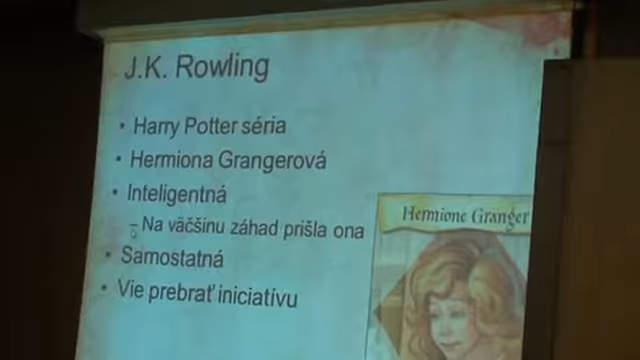 J.K. Rowling
• Harry Potter séria
• Hermiona Grangerová
• Inteligentná
– Na väčšinu záhad prišla ona
• Samostatná
• Vie prebrať iniciatívu
Hermione Granger